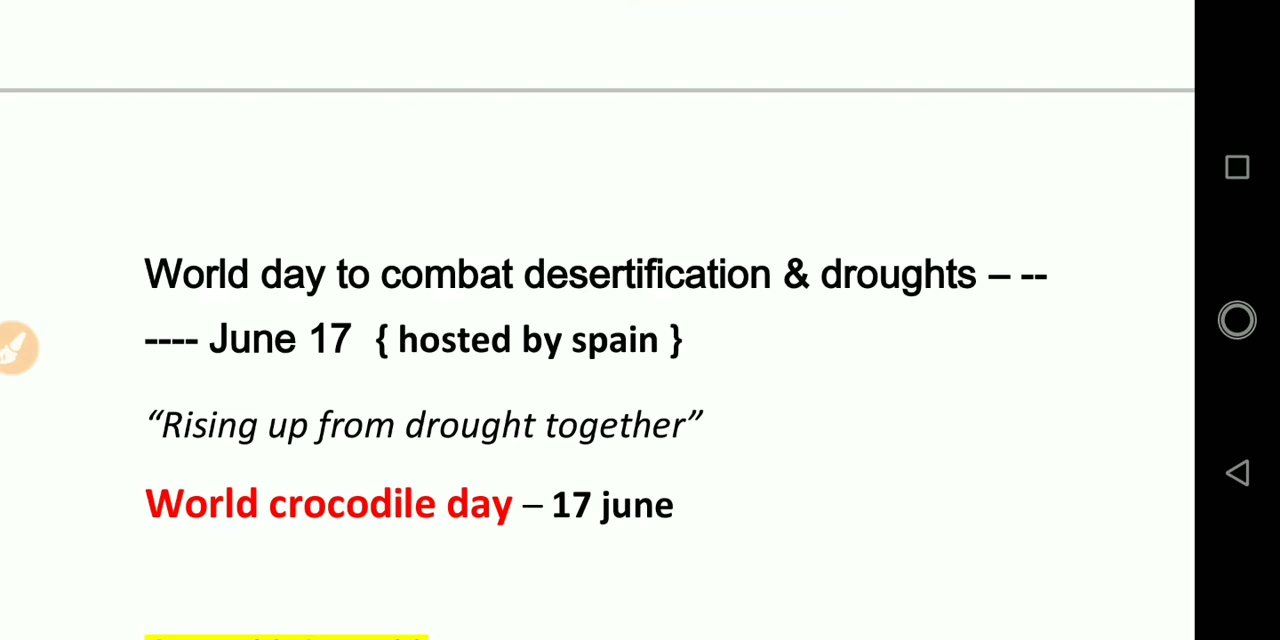 World day to combat desertification & droughts – --
---- June 17 { hosted by spain }
“Rising up from drought together”
World crocodile day – 17 june